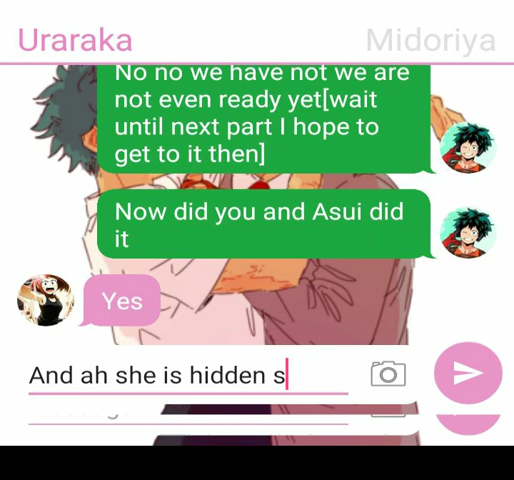 Uraraka
Midoriya
No no we have not we are
not even ready yet[wait
until next part I hope to
get to it then]
Now did you and Asui did
it
Yes
And ah she is hidden s